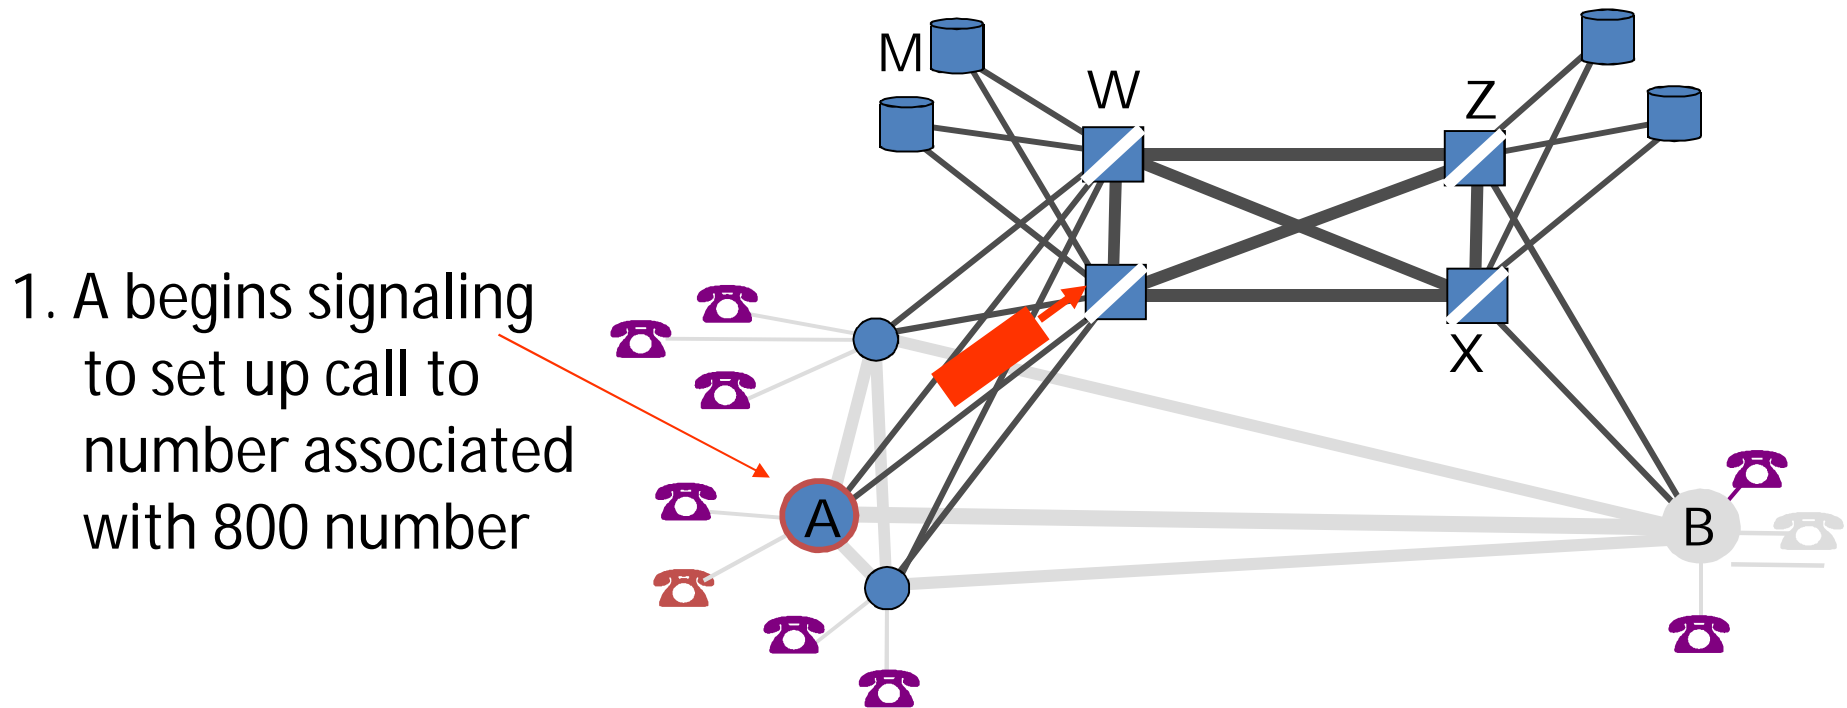 M
W
Z
1. A begins signaling
to set up call to
number associated
with 800 number
X
A
B